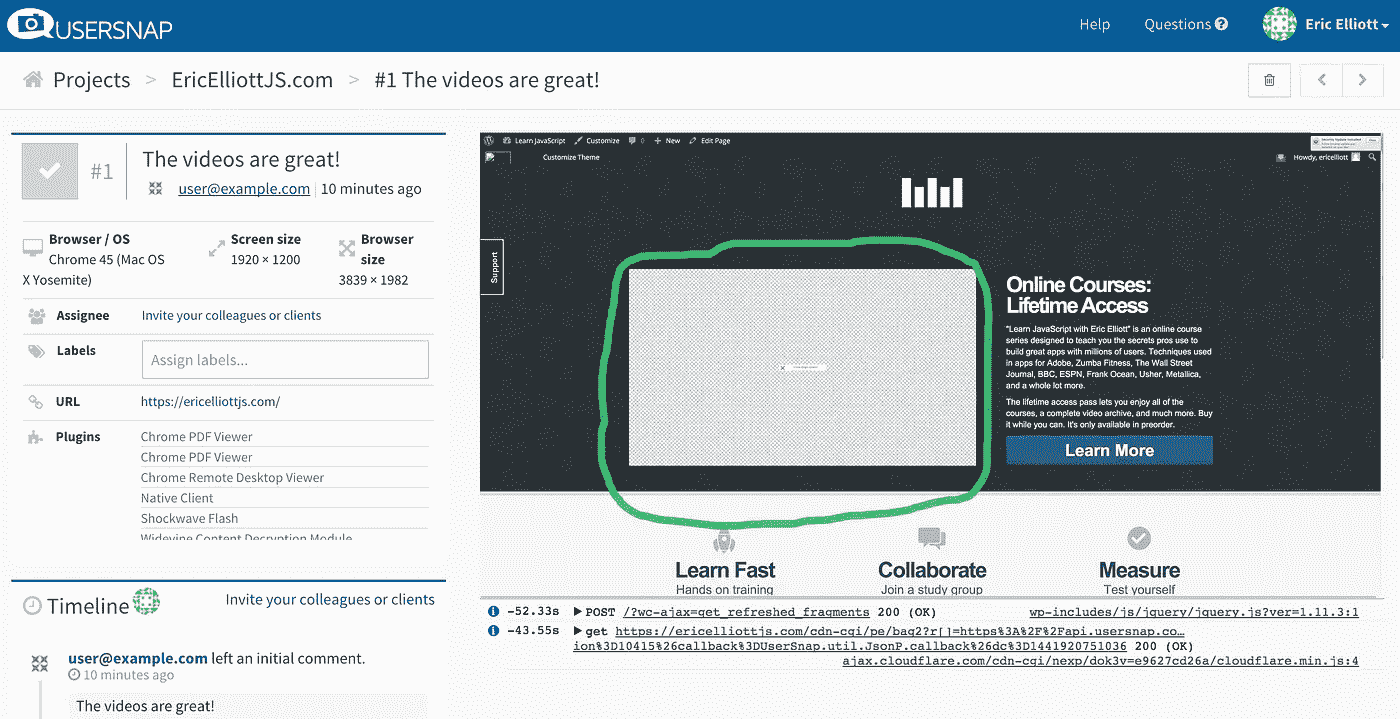 USERSNAP
Help
Questions
Eric Elliott
Projects > EricElliottJS.com > #1 The videos are great!
#1
The videos are great!
user@example.com | 10 minutes ago
Browser / OS
Chrome 45 (Mac OS
X Yosemite)
Screen size
1920 × 1200
Browser
size
3839 × 1982
Assignee
Invite your colleagues or clients
Labels
Assign labels...
URL
https://ericelliottjs.com/
Plugins
Chrome PDF Viewer
Chrome PDF Viewer
Chrome Remote Desktop Viewer
Native Client
Shockwave Flash
Widevine Content Decryption Module
Timeline
Invite your colleagues or clients
user@example.com left an initial comment.
10 minutes ago
The videos are great!
Learn JavaScript
Customize
0
New
Edit Page
Customize Theme
Howdy, ericelliott
Support
Online Courses:
Lifetime Access
"Learn JavaScript with Eric Elliott" is an online course
series designed to teach you the secrets pros use to
build great apps with millions of users. Techniques used
in apps for Adobe, Zumba Fitness, The Wall Street
Journal, BBC, ESPN, Frank Ocean, Usher, Metallica,
and a whole lot more.
The lifetime access pass lets you enjoy all of the
courses, a complete video archive, and much more. Buy
it while you can. It's only available in preorder.
Learn More
Learn Fast
Hands on training
Collaborate
Join a study group
Measure
Test yourself
-52.33s ▶ POST /?wc-ajax=get_refreshed_fragments 200 (OK) wp-includes/js/jquery/jquery.js?ver=1.11.3:1
-43.55s ▶ get https://ericelliottjs.com/cdn-cgi/pe/bag2?r[]=https%3A%2F%2Fapi.usersnap.co…
ion%3D10415%26callback%3DUserSnap.util.JsonP.callback%26dc%3D1441920751036 200 (OK)
ajax.cloudflare.com/cdn-cgi/nexp/dok3v=e9627cd26a/cloudflare.min.js:4